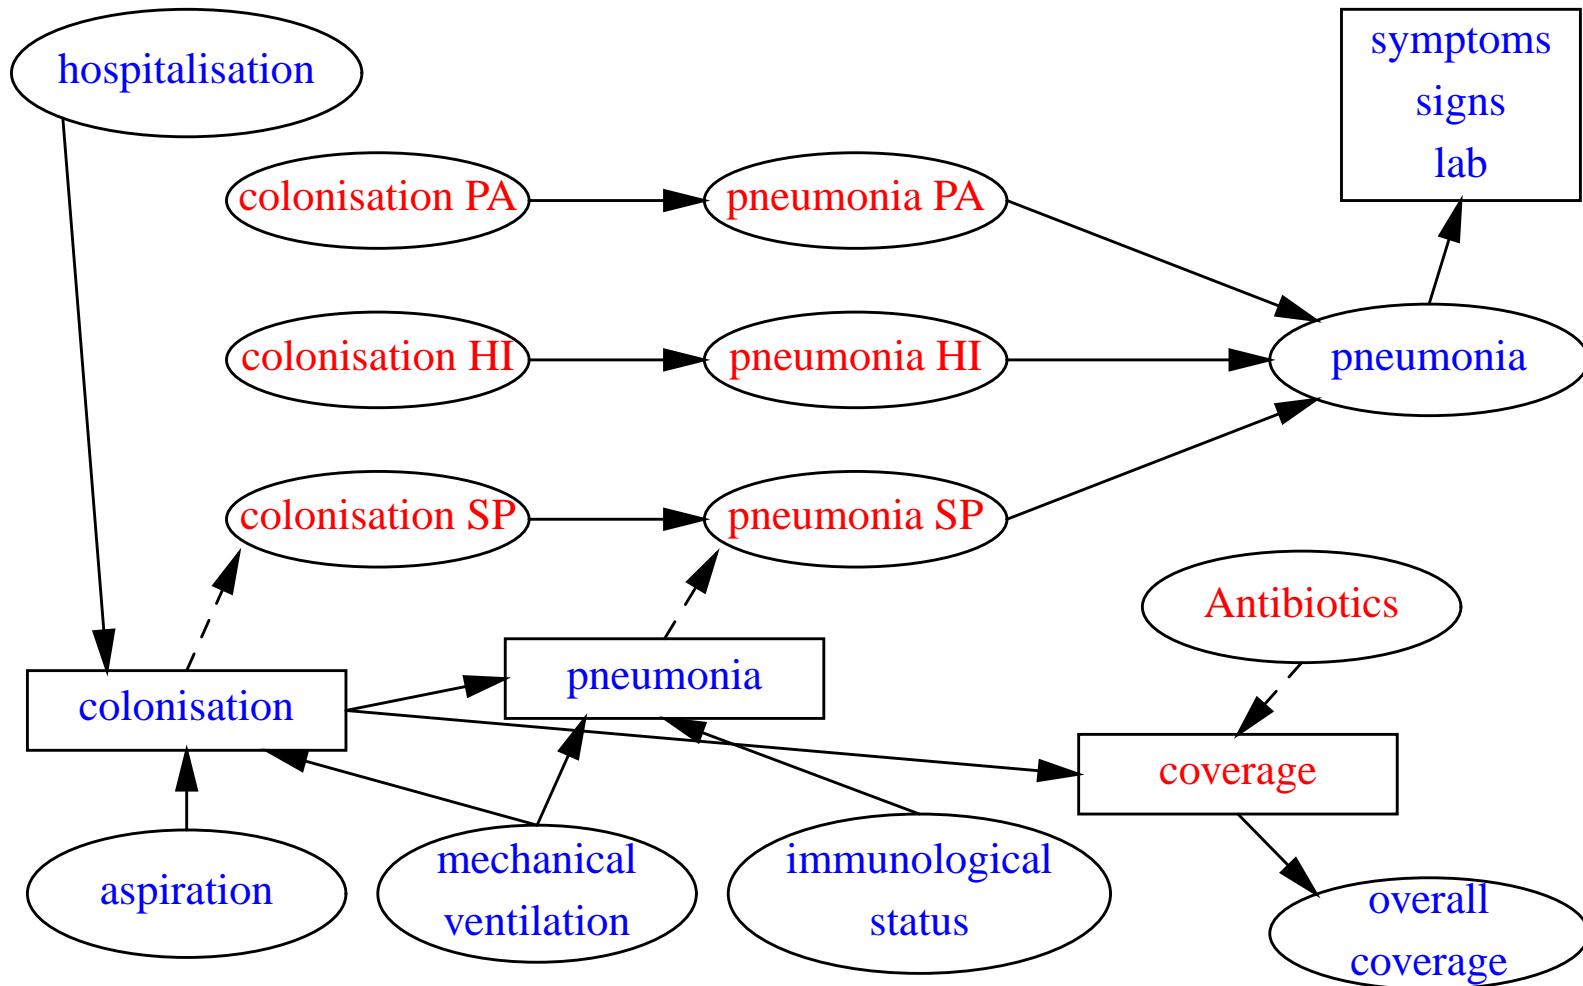 hospitalisation
symptoms
signs
lab
colonisation PA
pneumonia PA
colonisation HI
pneumonia HI
pneumonia
colonisation SP
pneumonia SP
Antibiotics
pneumonia
colonisation
coverage
aspiration
mechanical
ventilation
immunological
status
overall
coverage